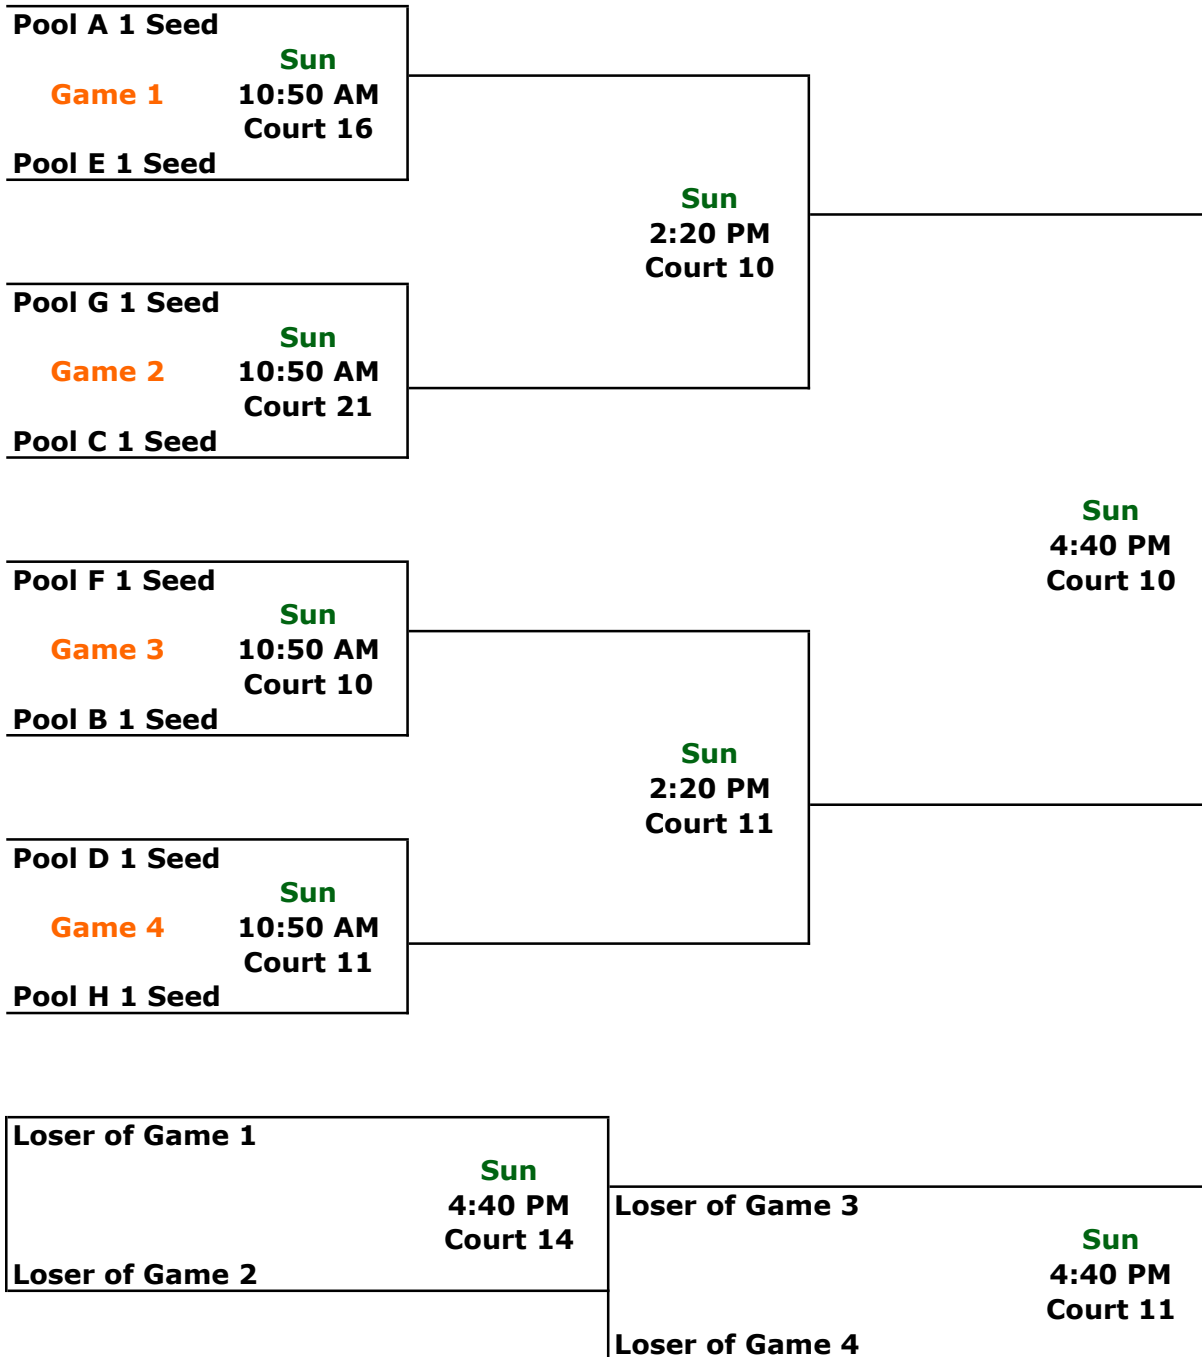 Pool A 1 Seed
Sun
Game 1 10:50 AM
Court 16
Pool E 1 Seed
Sun
2:20 PM
Court 10
Pool G 1 Seed
Sun
Game 2 10:50 AM
Court 21
Pool C 1 Seed
Sun
4:40 PM
Court 10
Pool F 1 Seed
Sun
Game 3 10:50 AM
Court 10
Pool B 1 Seed
Sun
2:20 PM
Court 11
Pool D 1 Seed
Sun
Game 4 10:50 AM
Court 11
Pool H 1 Seed
Loser of Game 1
Sun
4:40 PM
Court 14
Loser of Game 2
Loser of Game 3
Sun
4:40 PM
Court 11
Loser of Game 4